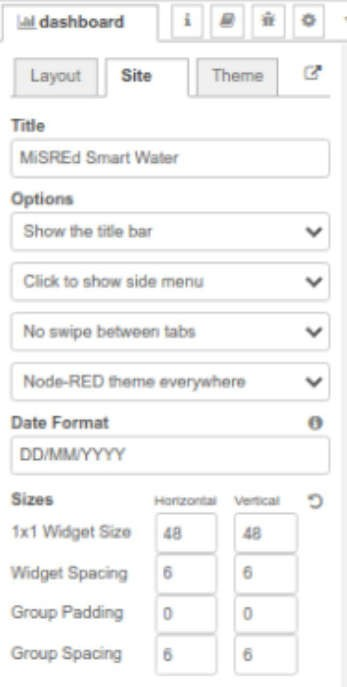 dashboard
Layout Site Theme
Title
MiSREd Smart Water
Options
Show the title bar
Click to show side menu
No swipe between tabs
Node-RED theme everywhere
Date Format
DD/MM/YYYY
Sizes Horizontal Vertical
1x1 Widget Size 48 48
Widget Spacing 6 6
Group Padding 0 0
Group Spacing 6 6